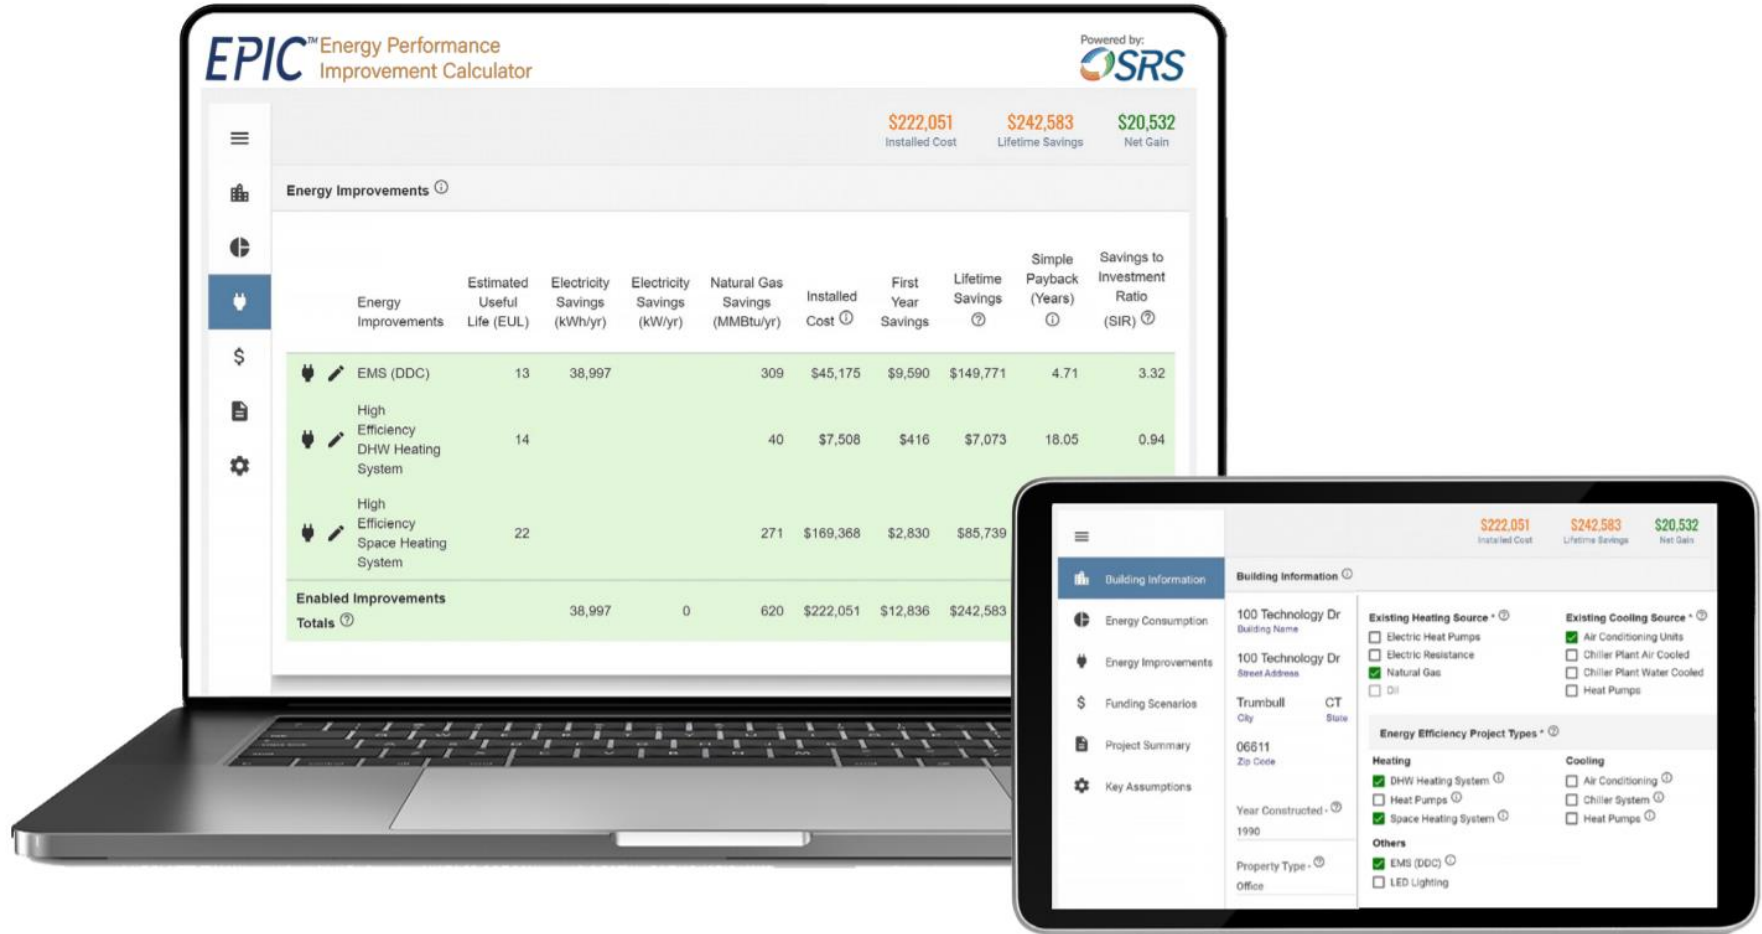 EPIC™ Energy Performance
Improvement Calculator
Powered by:
SRS
$222,051 $242,583 $20,532
Installed Cost Lifetime Savings Net Gain
Energy Improvements
Energy
Improvements
Estimated
Useful
Life (EUL)
Electricity
Savings
(kWh/yr)
Electricity
Savings
(kW/yr)
Natural Gas
Savings
(MMBtu/yr)
Installed
Cost
First
Year
Savings
Lifetime
Savings
Simple
Payback
(Years)
Savings to
Investment
Ratio
(SIR)
EMS (DDC) 13 38,997 309 $45,175 $9,590 $149,771 4.71 3.32
High
Efficiency
DHW Heating
System
14 40 $7,508 $416 $7,073 18.05 0.94
High
Efficiency
Space Heating
System
22 271 $169,368 $2,830 $85,739
Enabled Improvements
Totals
38,997 0 620 $222,051 $12,836 $242,583
$222,051 $242,583 $20,532
Installed Cost Lifetime Savings Net Gain
Building Information
Energy Consumption
Energy Improvements
Funding Scenarios
Project Summary
Key Assumptions
Building Information
100 Technology Dr
Building Name
100 Technology Dr
Street Address
Trumbull CT
City State
06611
Zip Code
Year Constructed -
1990
Property Type -
Office
Existing Heating Source *
Electric Heat Pumps
Electric Resistance
Natural Gas
Oil
Existing Cooling Source *
Air Conditioning Units
Chiller Plant Air Cooled
Chiller Plant Water Cooled
Heat Pumps
Energy Efficiency Project Types *
Heating
DHW Heating System
Heat Pumps
Space Heating System
Cooling
Air Conditioning
Chiller System
Heat Pumps
Others
EMS (DDC)
LED Lighting